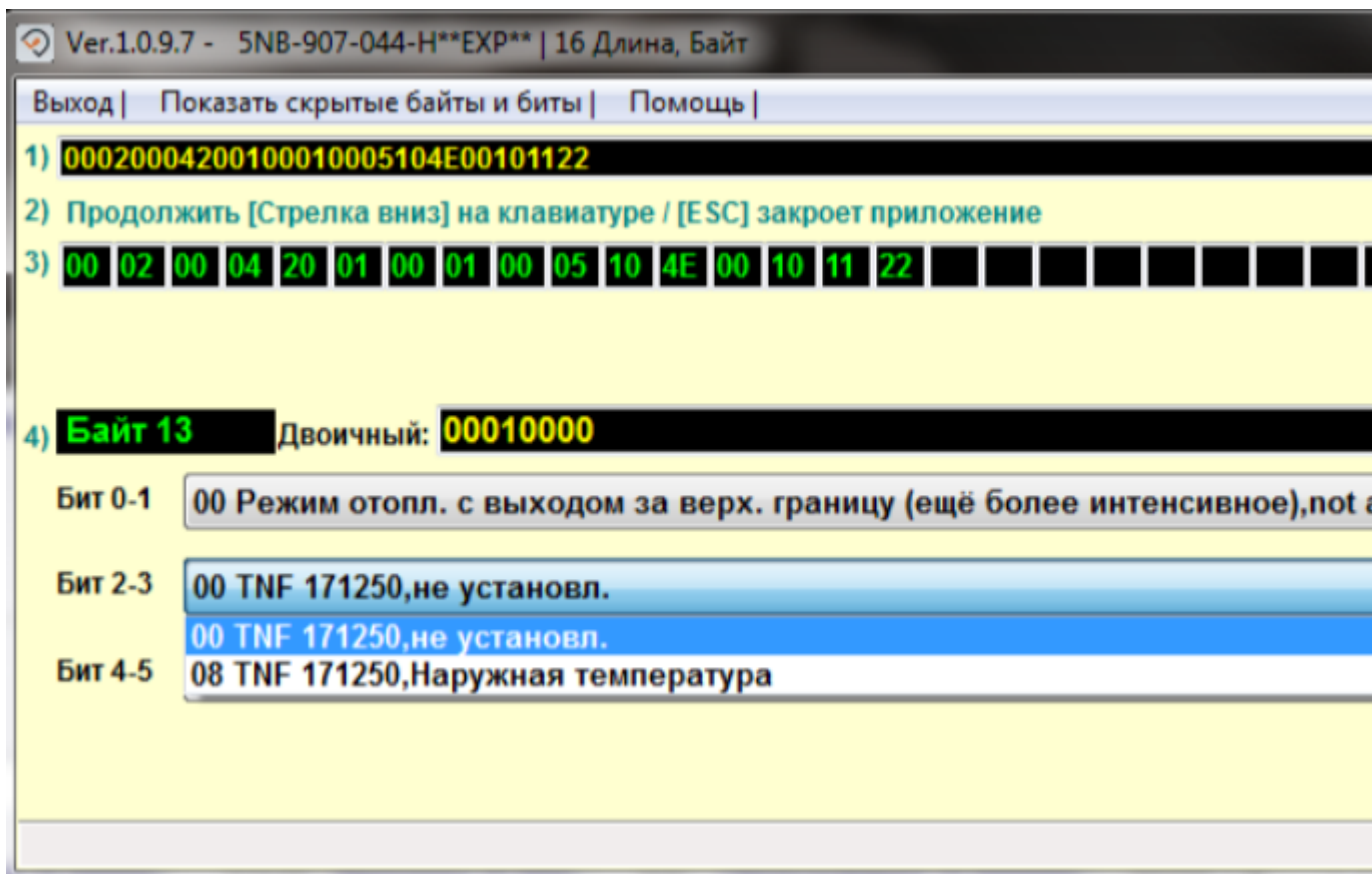 Ver.1.0.9.7 - 5NB-907-044-H**EXP** | 16 Длина, Байт
Выход | Показать скрытые байты и биты | Помощь |
1) 00020004200100010005104E00101122
2) Продолжить [Стрелка вниз] на клавиатуре / [ESC] закроет приложение
3) 00 02 00 04 20 01 00 01 00 05 10 4E 00 10 11 22
4) Байт 13 Двоичный: 00010000
Бит 0-1 00 Режим отопл. с выходом за верх. границу (ещё более интенсивное),not
Бит 2-3 00 TNF 171250,не установл.
00 TNF 171250,не установл.
Бит 4-5 08 TNF 171250,Наружная температура